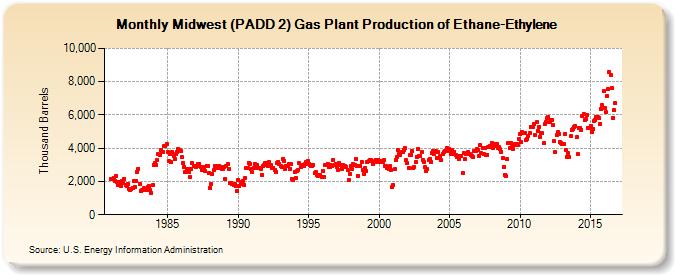 Monthly Midwest (PADD 2) Gas Plant Production of Ethane-Ethylene
Thousand Barrels
10,000
8,000
6,000
4,000
2,000
0
1985 1990 1995 2000 2005 2010 2015
Source: U.S. Energy Information Administration